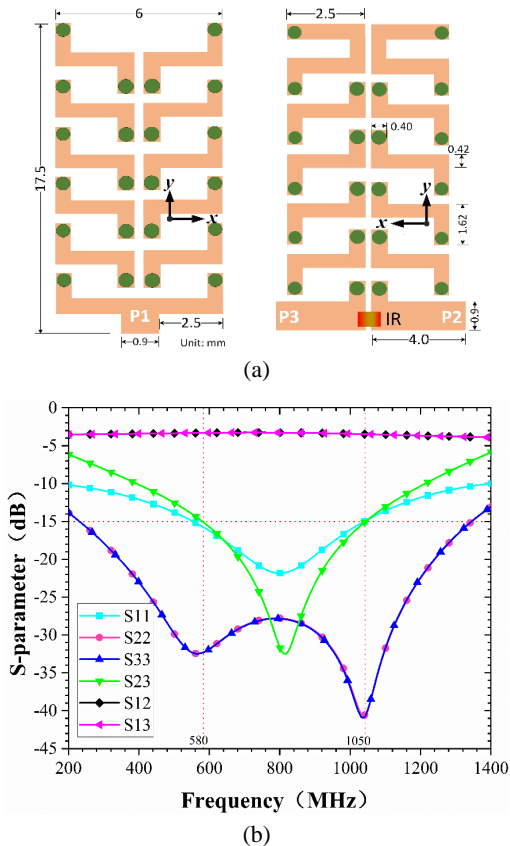 6
2.5
17.5
y
x
0.40
0.42
y
x
1.62
P1
2.5
0.9
Unit: mm
P3
IR
P2
0.9
4.0
(a)
0
-5
-10
-15
-20
-25
-30
-35
-40
-45
S-parameter（dB）
S11
S22
S33
S23
S12
S13
580
1050
200
400
600
800
1000
1200
1400
Frequency（MHz）
(b)